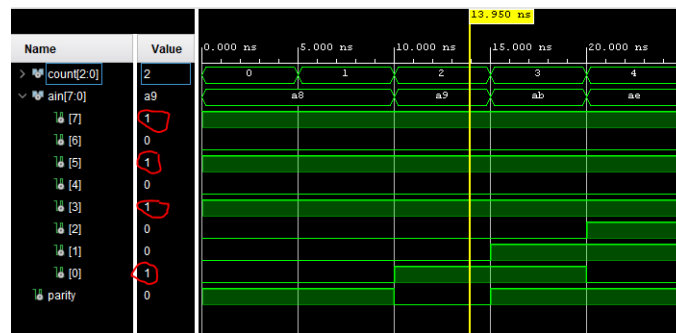 13.950 ns
Name Value 0.000 ns 5.000 ns 10.000 ns 15.000 ns 20.000 ns
count[2:0] 2 0 1 2 3 4
ain[7:0] a9 a8 a9 ab ae
[7] 1
[6] 0
[5] 1
[4] 0
[3] 1
[2] 0
[1] 0
[0] 1
parity 0